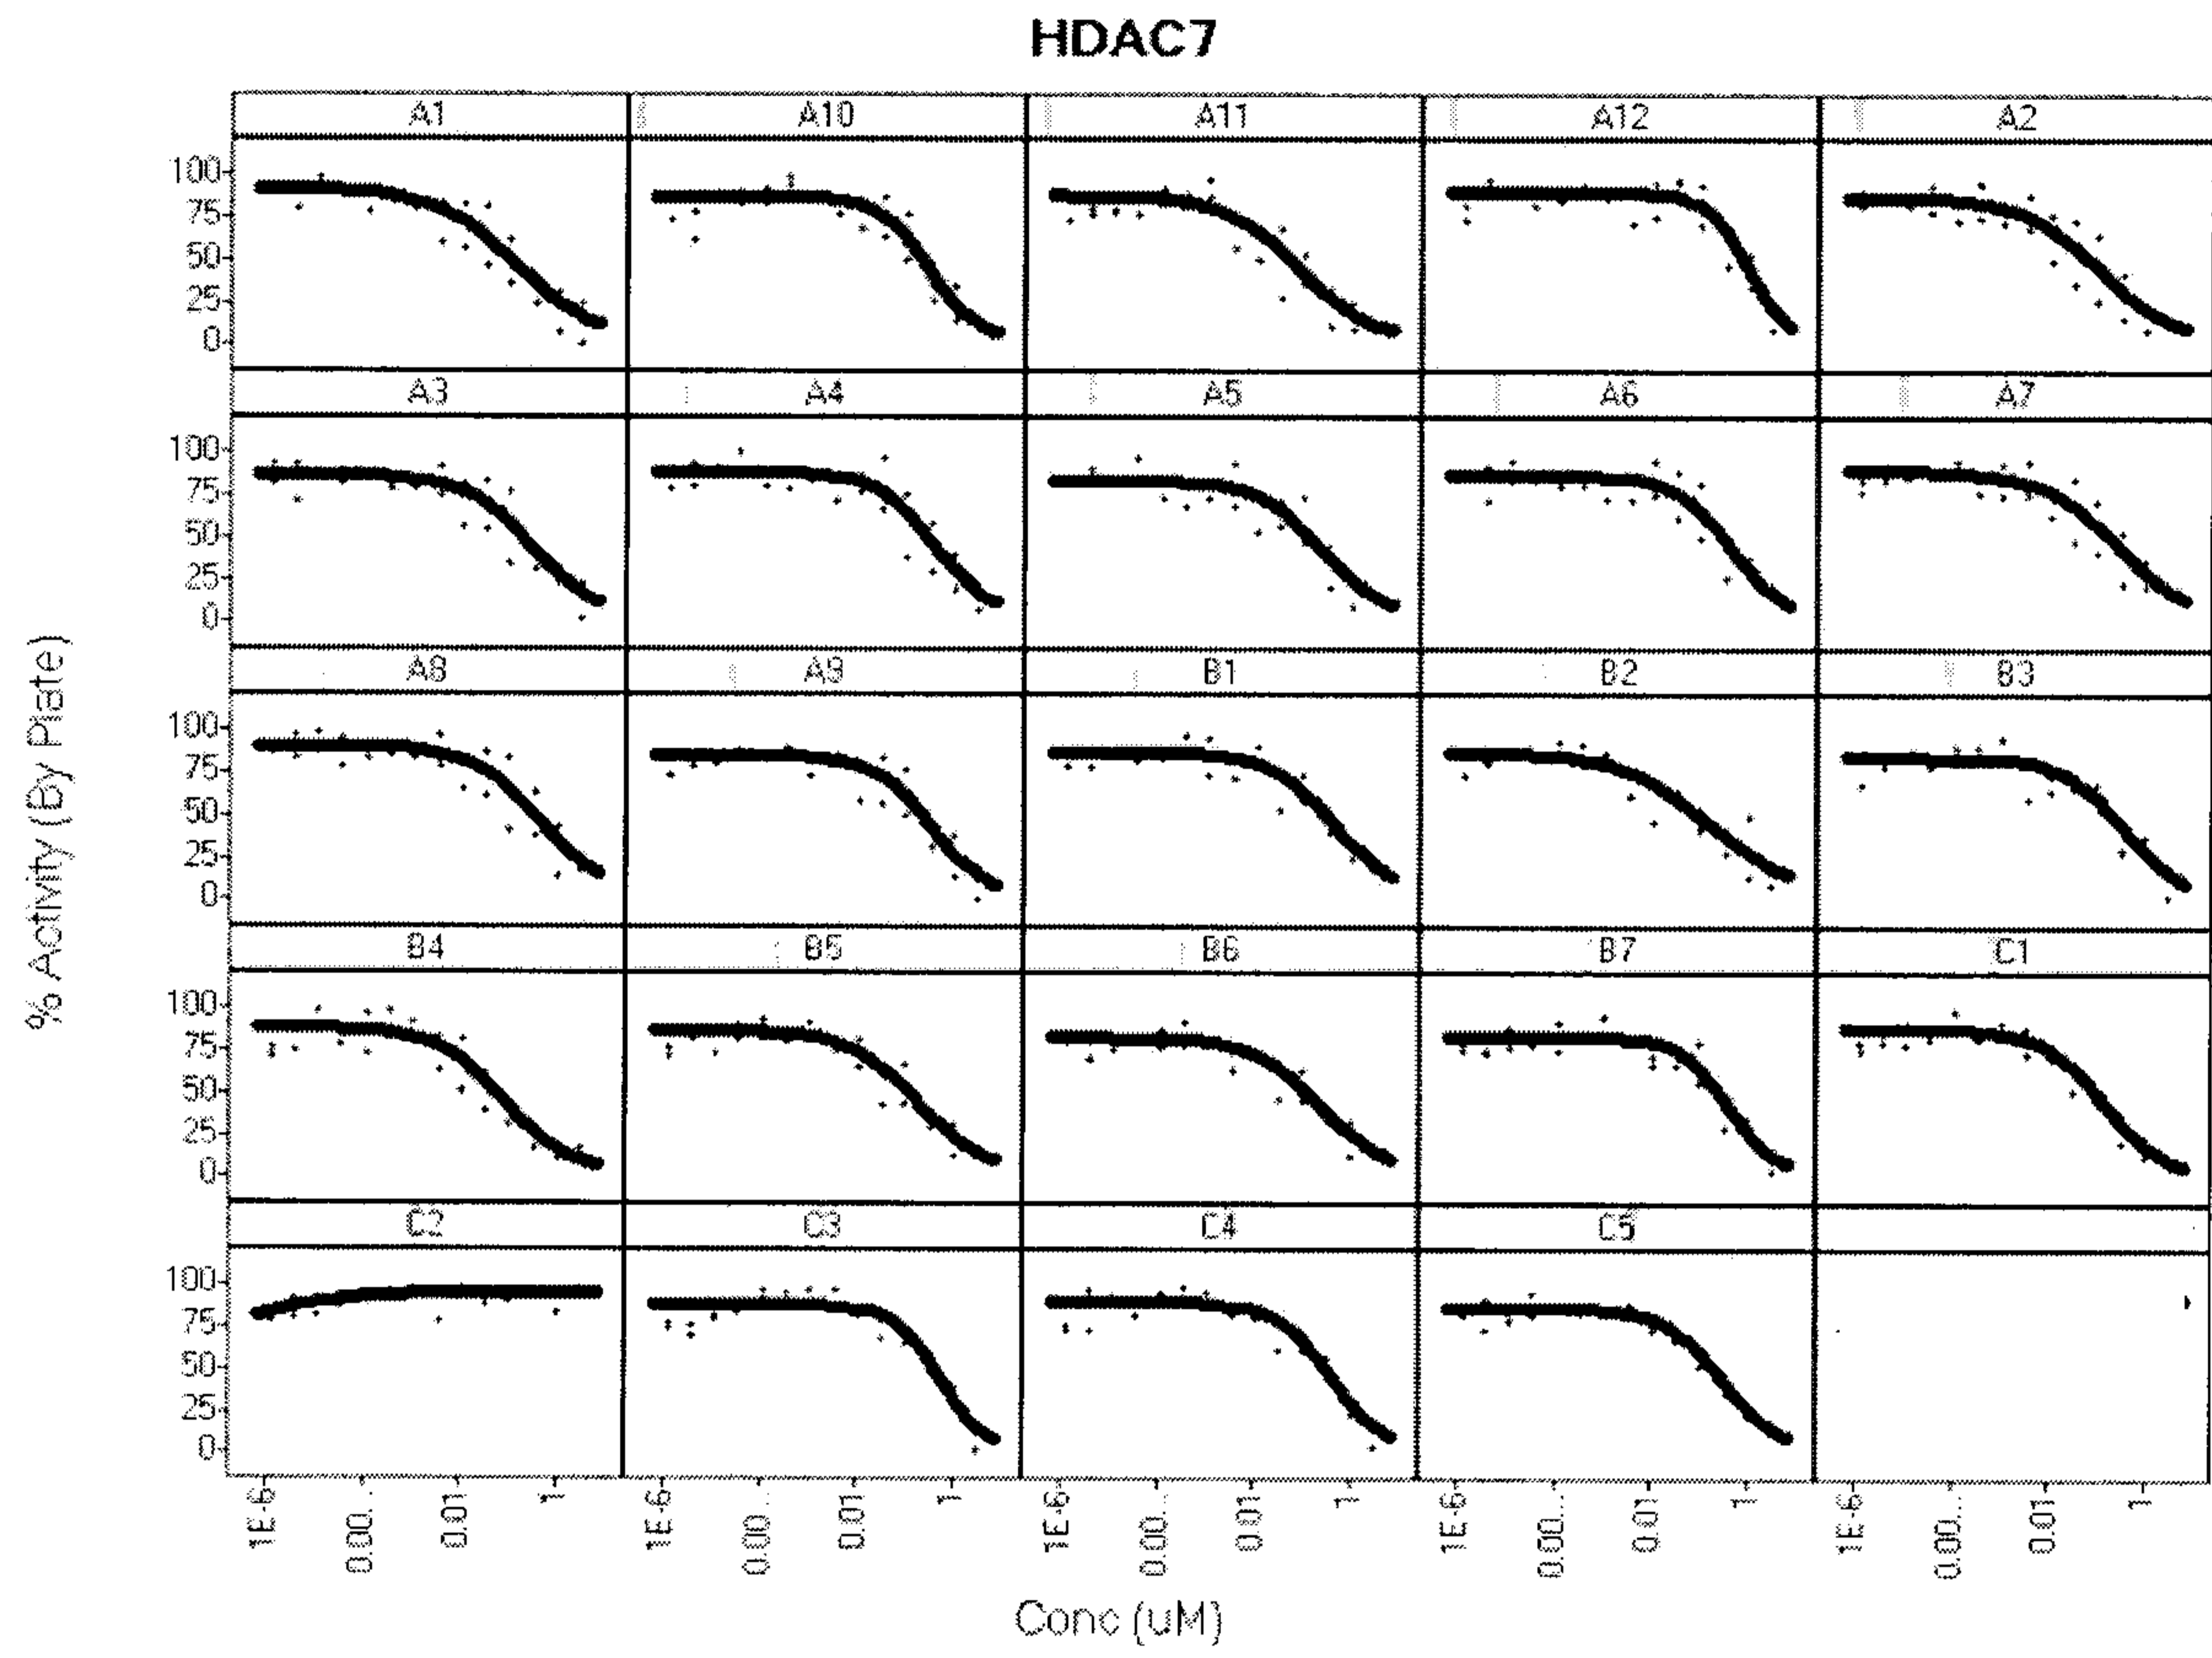 HDAC7
A1 A10 A11 A12 A2
100
75
50
25
0
A3 A4 A5 A6 A7
100
75
50
25
0
A8 A9 B1 B2 B3
100
75
50
25
0
B4 B5 B6 B7 C1
100
75
50
25
0
C2 C3 C4 C5
100
75
50
25
0
1E-6 0.00... 0.01 1 1E-6 0.00... 0.01 1 1E-6 0.00... 0.01 1 1E-6 0.00... 0.01 1 1E-6 0.00... 0.01 1
% Activity (By Plate)
Conc (uM)